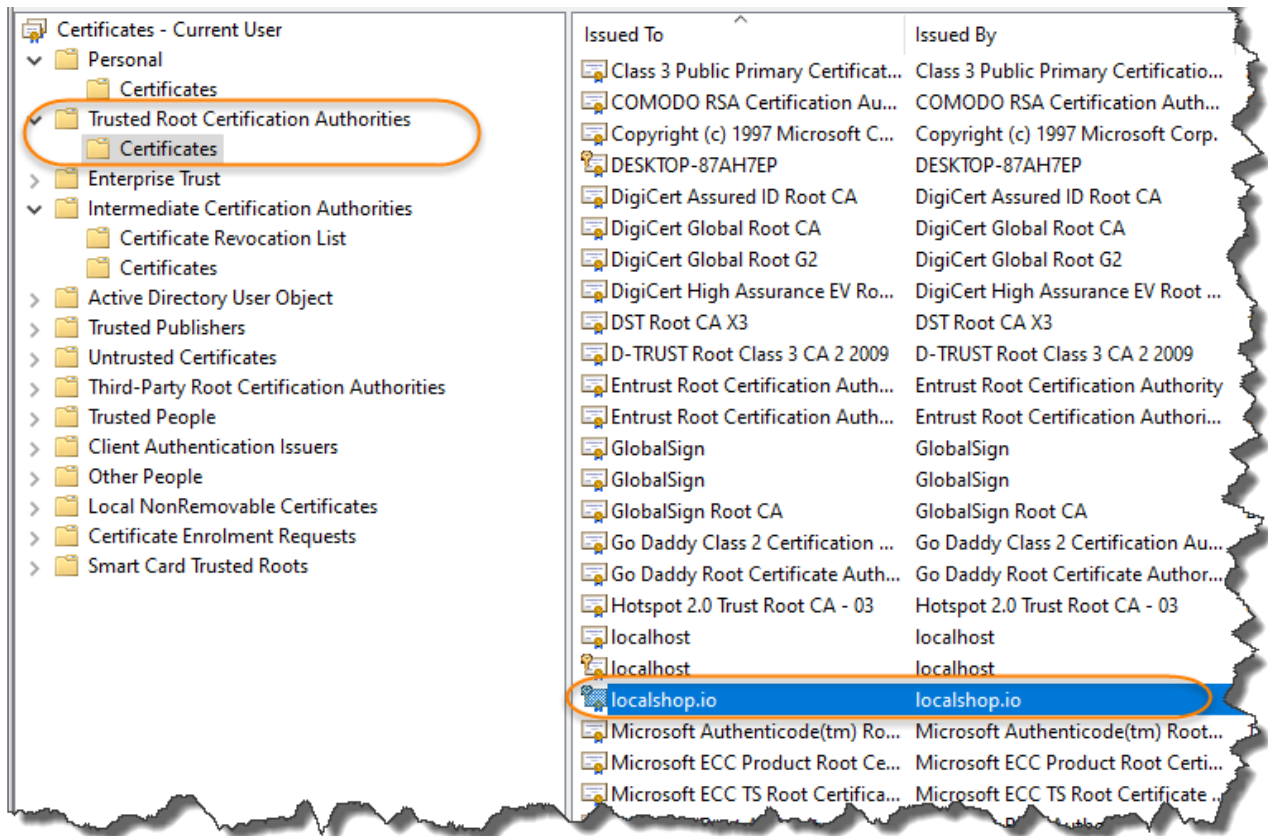 Certificates - Current User
Personal
Certificates
Trusted Root Certification Authorities
Certificates
Enterprise Trust
Intermediate Certification Authorities
Certificate Revocation List
Certificates
Active Directory User Object
Trusted Publishers
Untrusted Certificates
Third-Party Root Certification Authorities
Trusted People
Client Authentication Issuers
Other People
Local NonRemovable Certificates
Certificate Enrolment Requests
Smart Card Trusted Roots
Issued To Issued By
Class 3 Public Primary Certificat... Class 3 Public Primary Certificatio...
COMODO RSA Certification Au... COMODO RSA Certification Auth...
Copyright (c) 1997 Microsoft C... Copyright (c) 1997 Microsoft Corp.
DESKTOP-87AH7EP DESKTOP-87AH7EP
DigiCert Assured ID Root CA DigiCert Assured ID Root CA
DigiCert Global Root CA DigiCert Global Root CA
DigiCert Global Root G2 DigiCert Global Root G2
DigiCert High Assurance EV Ro... DigiCert High Assurance EV Root ...
DST Root CA X3 DST Root CA X3
D-TRUST Root Class 3 CA 2 2009 D-TRUST Root Class 3 CA 2 2009
Entrust Root Certification Auth... Entrust Root Certification Authority
Entrust Root Certification Auth... Entrust Root Certification Authori...
GlobalSign GlobalSign
GlobalSign GlobalSign
GlobalSign Root CA GlobalSign Root CA
Go Daddy Class 2 Certification ... Go Daddy Class 2 Certification Au...
Go Daddy Root Certificate Auth... Go Daddy Root Certificate Author...
Hotspot 2.0 Trust Root CA - 03 Hotspot 2.0 Trust Root CA - 03
localhost localhost
localhost localhost
localshop.io localshop.io
Microsoft Authenticode(tm) Ro... Microsoft Authenticode(tm) Root...
Microsoft ECC Product Root Ce... Microsoft ECC Product Root Certi...
Microsoft ECC TS Root Certifica... Microsoft ECC TS Root Certificate ..